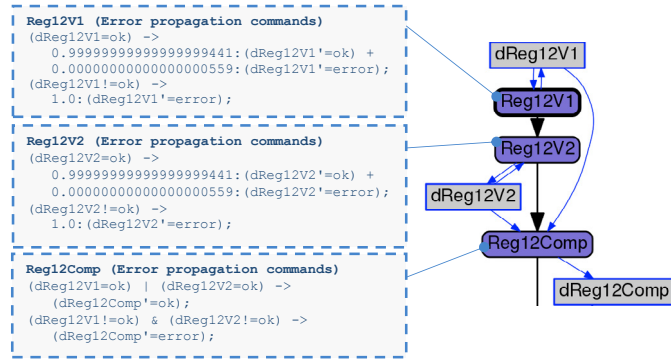 Reg12V1 (Error propagation commands)
(dReg12V1=ok) ->
0.99999999999999999441:(dReg12V1'=ok) +
0.00000000000000000559:(dReg12V1'=error);
(dReg12V1!=ok) ->
1.0:(dReg12V1'=error);
Reg12V2 (Error propagation commands)
(dReg12V2=ok) ->
0.99999999999999999441:(dReg12V2'=ok) +
0.00000000000000000559:(dReg12V2'=error);
(dReg12V2!=ok) ->
1.0:(dReg12V2'=error);
Reg12Comp (Error propagation commands)
(dReg12V1=ok) | (dReg12V2=ok) ->
(dReg12Comp'=ok);
(dReg12V1!=ok) & (dReg12V2!=ok) ->
(dReg12Comp'=error);
dReg12V1
Reg12V1
Reg12V2
dReg12V2
Reg12Comp
dReg12Comp